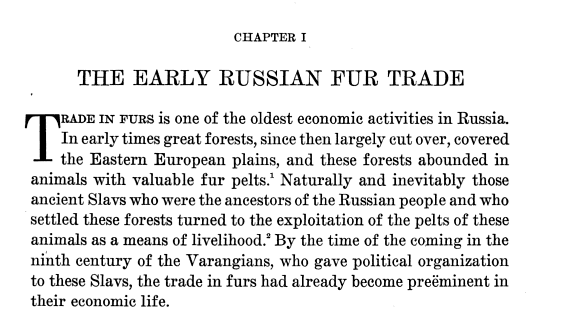 CHAPTER I
THE EARLY RUSSIAN FUR TRADE
TRADE IN FURS is one of the oldest economic activities in Russia.
In early times great forests, since then largely cut over, covered
the Eastern European plains, and these forests abounded in
animals with valuable fur pelts.¹ Naturally and inevitably those
ancient Slavs who were the ancestors of the Russian people and who
settled these forests turned to the exploitation of the pelts of these
animals as a means of livelihood.² By the time of the coming in the
ninth century of the Varangians, who gave political organization
to these Slavs, the trade in furs had already become preëminent in
their economic life.